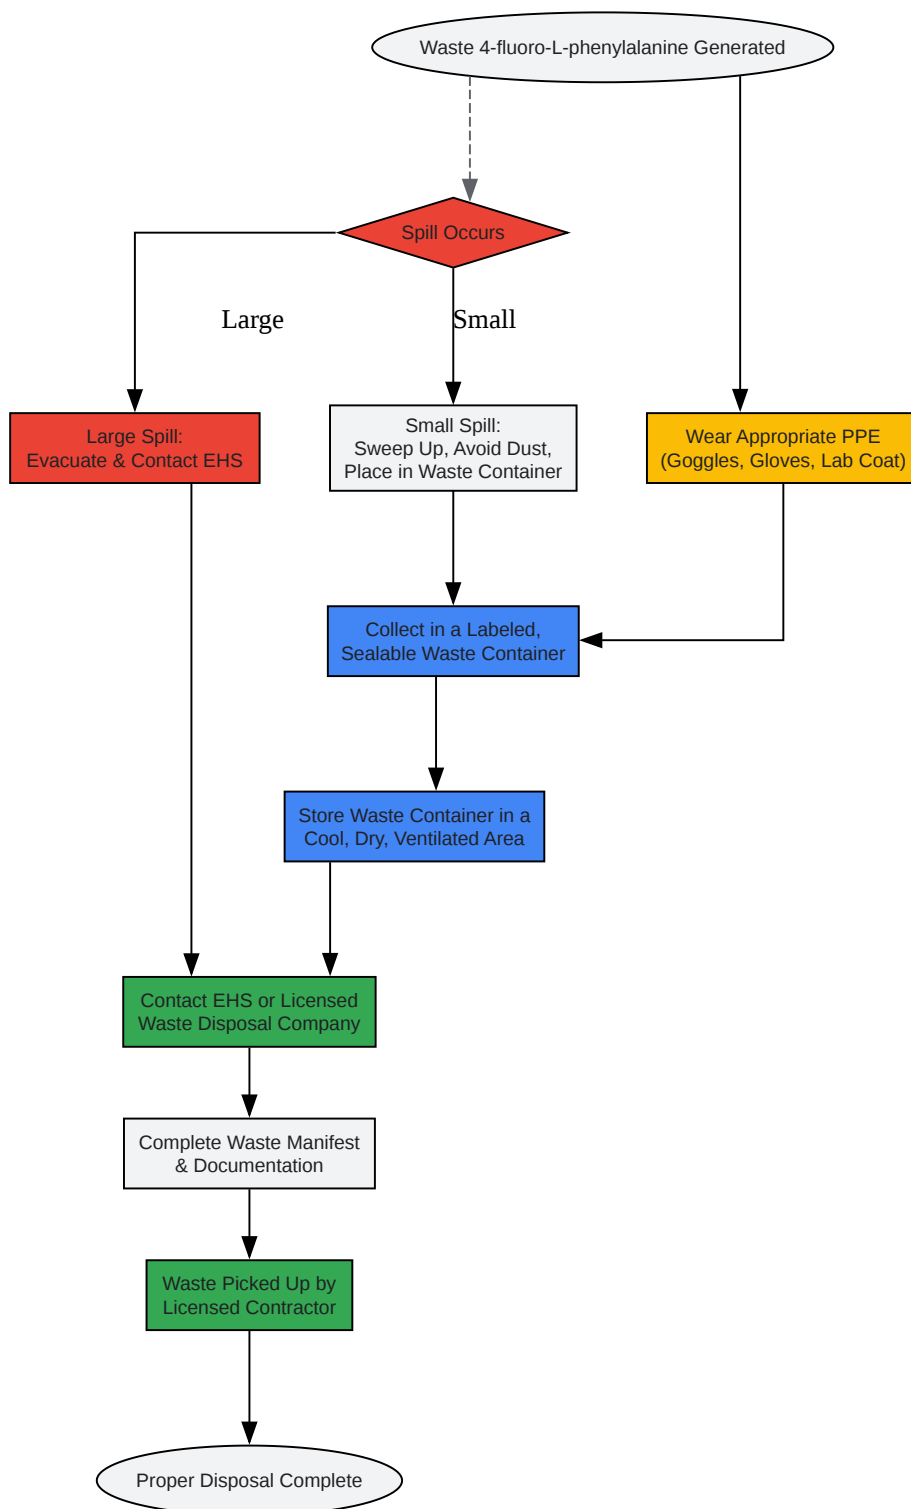 Waste 4-fluoro-L-phenylalanine Generated
Spill Occurs
Large
Small
Large Spill:
Evacuate & Contact EHS
Small Spill:
Sweep Up, Avoid Dust,
Place in Waste Container
Wear Appropriate PPE
(Goggles, Gloves, Lab Coat)
Collect in a Labeled,
Sealable Waste Container
Store Waste Container in a
Cool, Dry, Ventilated Area
Contact EHS or Licensed
Waste Disposal Company
Complete Waste Manifest
& Documentation
Waste Picked Up by
Licensed Contractor
Proper Disposal Complete